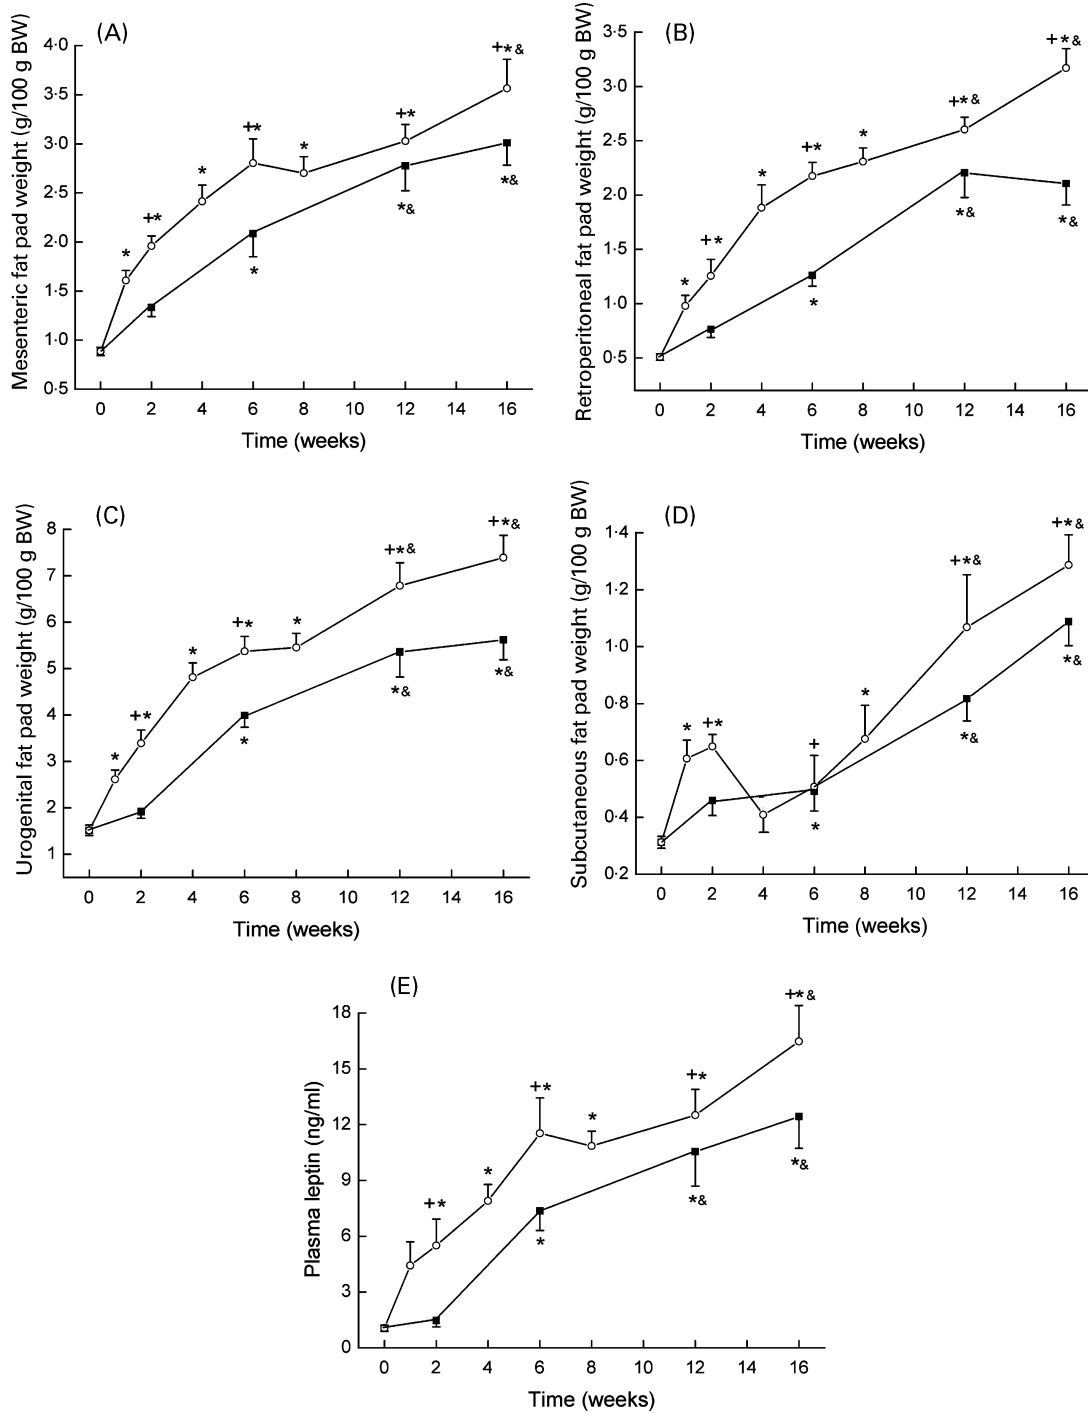 (A)
Mesenteric fat pad weight (g/100 g BW)
4·0
3·5
3·0
2·5
2·0
1·5
1·0
0·5
* +* * +* * +* +*&
* *& *&
0 2 4 6 8 10 12 14 16
Time (weeks)
(B)
Retroperitoneal fat pad weight (g/100 g BW)
3·5
3·0
2·5
2·0
1·5
1·0
0·5
* +* * +* * +*& +*&
* *& *&
0 2 4 6 8 10 12 14 16
Time (weeks)
(C)
Urogenital fat pad weight (g/100 g BW)
8
7
6
5
4
3
2
1
* +* * +* * +*& +*&
* *& *&
0 2 4 6 8 10 12 14 16
Time (weeks)
(D)
Subcutaneous fat pad weight (g/100 g BW)
1·4
1·2
1·0
0·8
0·6
0·4
0·2
* +* + * +*& +*&
* *& *&
0 2 4 6 8 10 12 14 16
Time (weeks)
(E)
Plasma leptin (ng/ml)
18
15
12
9
6
3
0
+* * +* * +* +*&
* *& *&
0 2 4 6 8 10 12 14 16
Time (weeks)